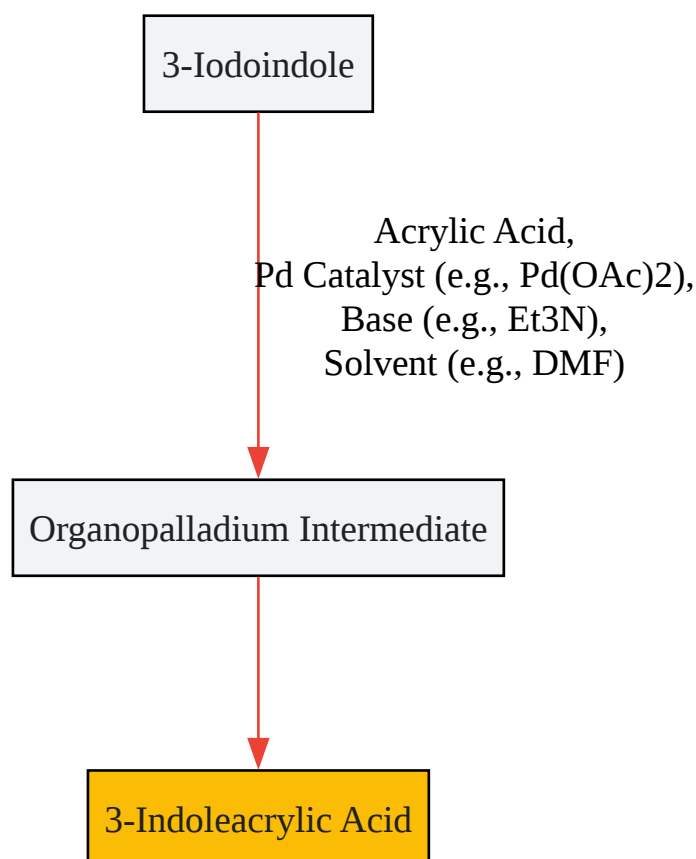 3-Iodoindole
Acrylic Acid,
Pd Catalyst (e.g., Pd(OAc)2),
Base (e.g., Et3N),
Solvent (e.g., DMF)
Organopalladium Intermediate
3-Indoleacrylic Acid